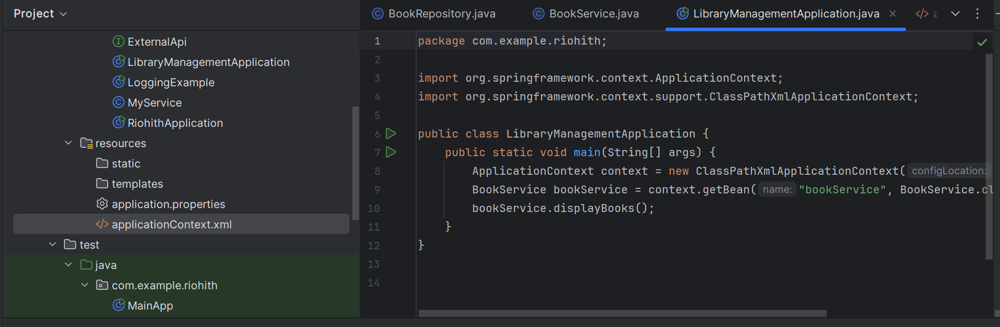 Project
ExternalApi
LibraryManagementApplication
LoggingExample
MyService
RiohithApplication
resources
static
templates
application.properties
applicationContext.xml
test
java
com.example.riohith
MainApp
BookRepository.java
BookService.java
LibraryManagementApplication.java
1 package com.example.riohith;
2
3 import org.springframework.context.ApplicationContext;
4 import org.springframework.context.support.ClassPathXmlApplicationContext;
5
6 public class LibraryManagementApplication {
7 public static void main(String[] args) {
8 ApplicationContext context = new ClassPathXmlApplicationContext( configLocation:
9 BookService bookService = context.getBean( name: "bookService", BookService.cl
10 bookService.displayBooks();
11 }
12 }
13
14